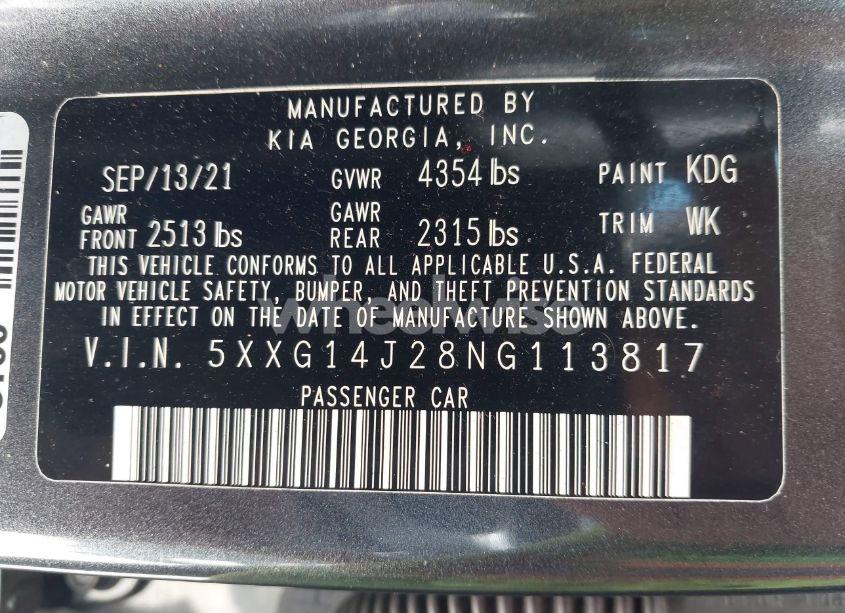 MANUFACTURED BY
KIA GEORGIA, INC.
SEP/13/21 GVWR 4354 lbs PAINT KDG
GAWR FRONT 2513 lbs GAWR REAR 2315 lbs TRIM WK
THIS VEHICLE CONFORMS TO ALL APPLICABLE U.S.A. FEDERAL
MOTOR VEHICLE SAFETY, BUMPER, AND THEFT PREVENTION STANDARDS
IN EFFECT ON THE DATE OF MANUFACTURE SHOWN ABOVE.
wheelwise
V.I.N. 5XXG14J28NG113817
PASSENGER CAR